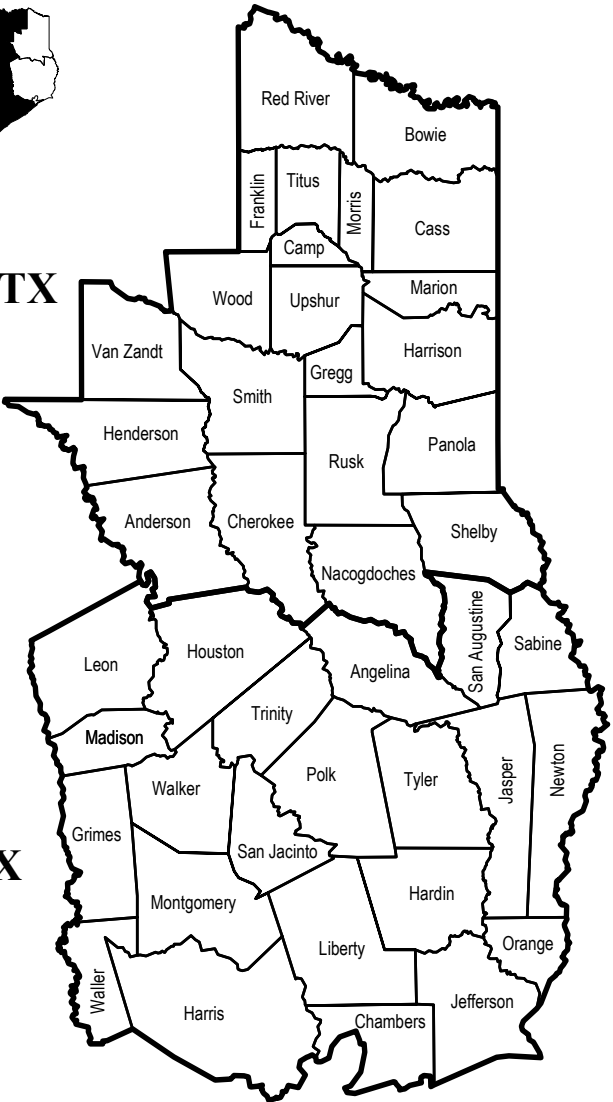 Red River
Bowie
Franklin
Titus
Morris
Cass
Camp
TX
Wood
Upshur
Marion
Van Zandt
Harrison
Gregg
Smith
Henderson
Rusk
Panola
Anderson
Cherokee
Shelby
Nacogdoches
San Augustine
Sabine
Houston
Leon
Angelina
Trinity
Madison
Polk
Tyler
Jasper
Newton
Walker
Grimes
San Jacinto
X
Montgomery
Hardin
Liberty
Orange
Waller
Harris
Jefferson
Chambers